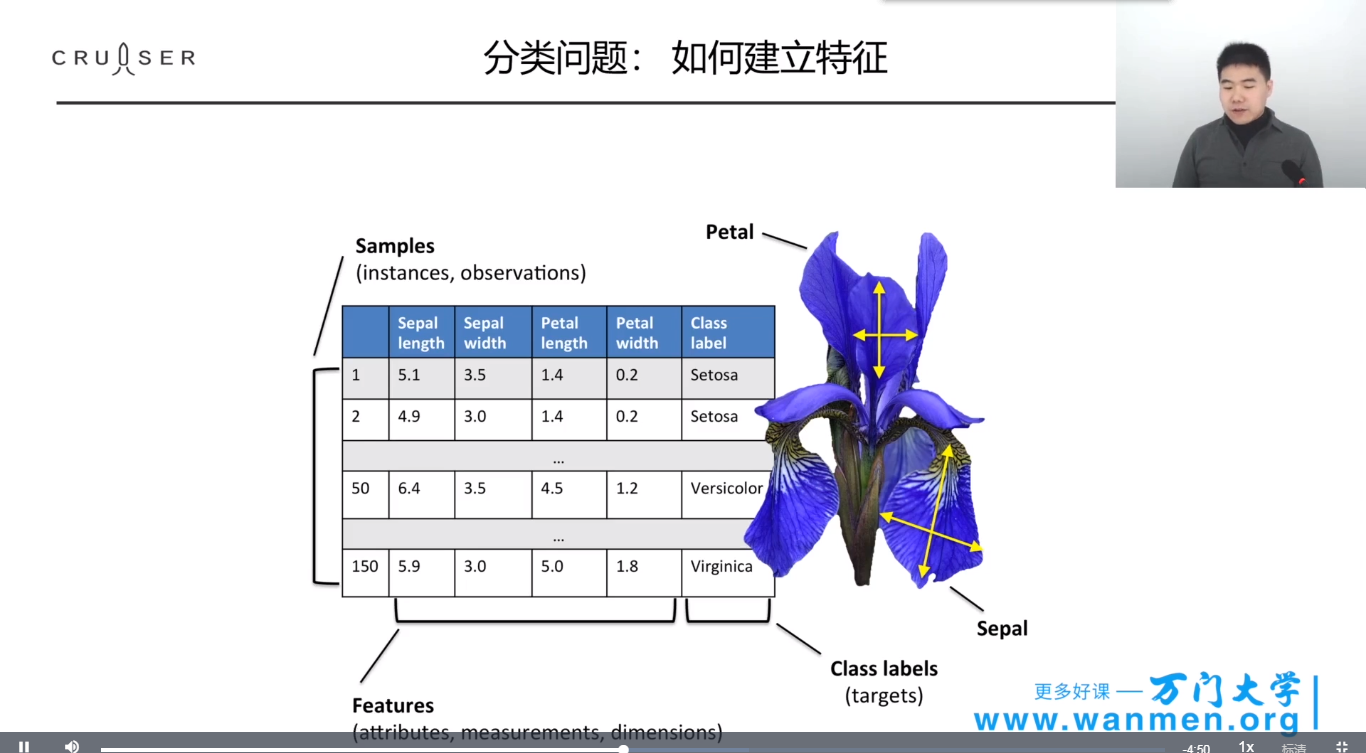 CRUISER
分类问题： 如何建立特征
Samples
(instances, observations)
Petal
Sepal length
Sepal width
Petal length
Petal width
Class label
1 5.1 3.5 1.4 0.2 Setosa
2 4.9 3.0 1.4 0.2 Setosa
...
50 6.4 3.5 4.5 1.2 Versicolor
...
150 5.9 3.0 5.0 1.8 Virginica
Sepal
Class labels
(targets)
Features
(attributes, measurements, dimensions)
更多好课 — 万门大学
www.wanmen.org
-4:50 1x 标清